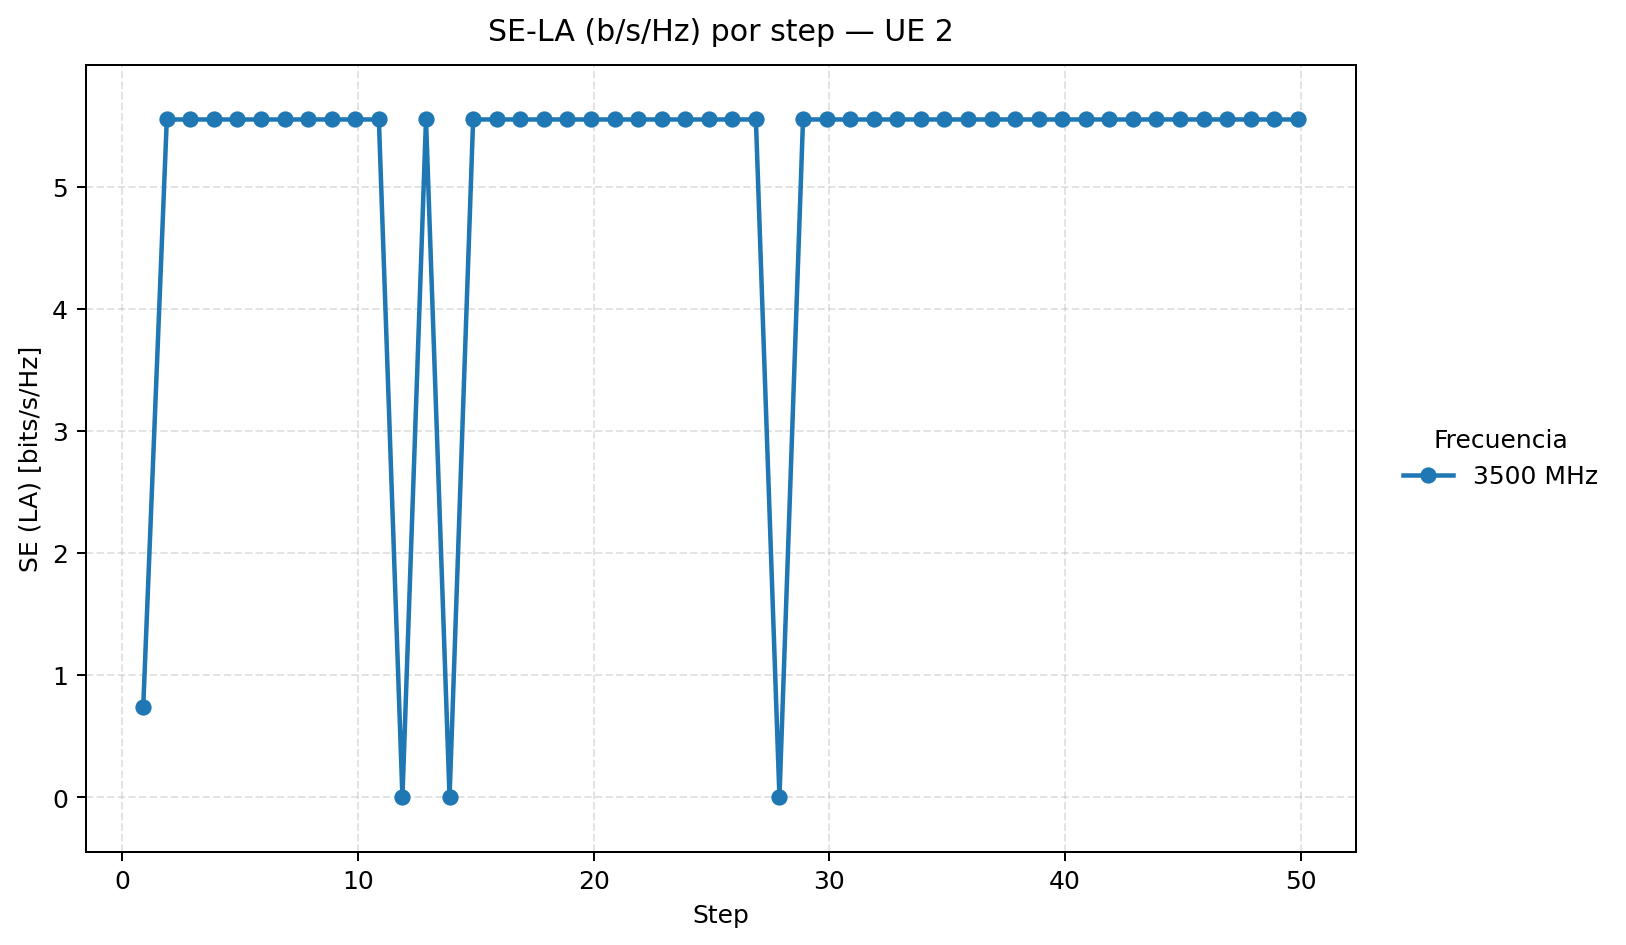 SE-LA (b/s/Hz) por step — UE 2
SE (LA) [bits/s/Hz]
5
4
3
2
1
0
0 10 20 30 40 50
Step
Frecuencia
3500 MHz